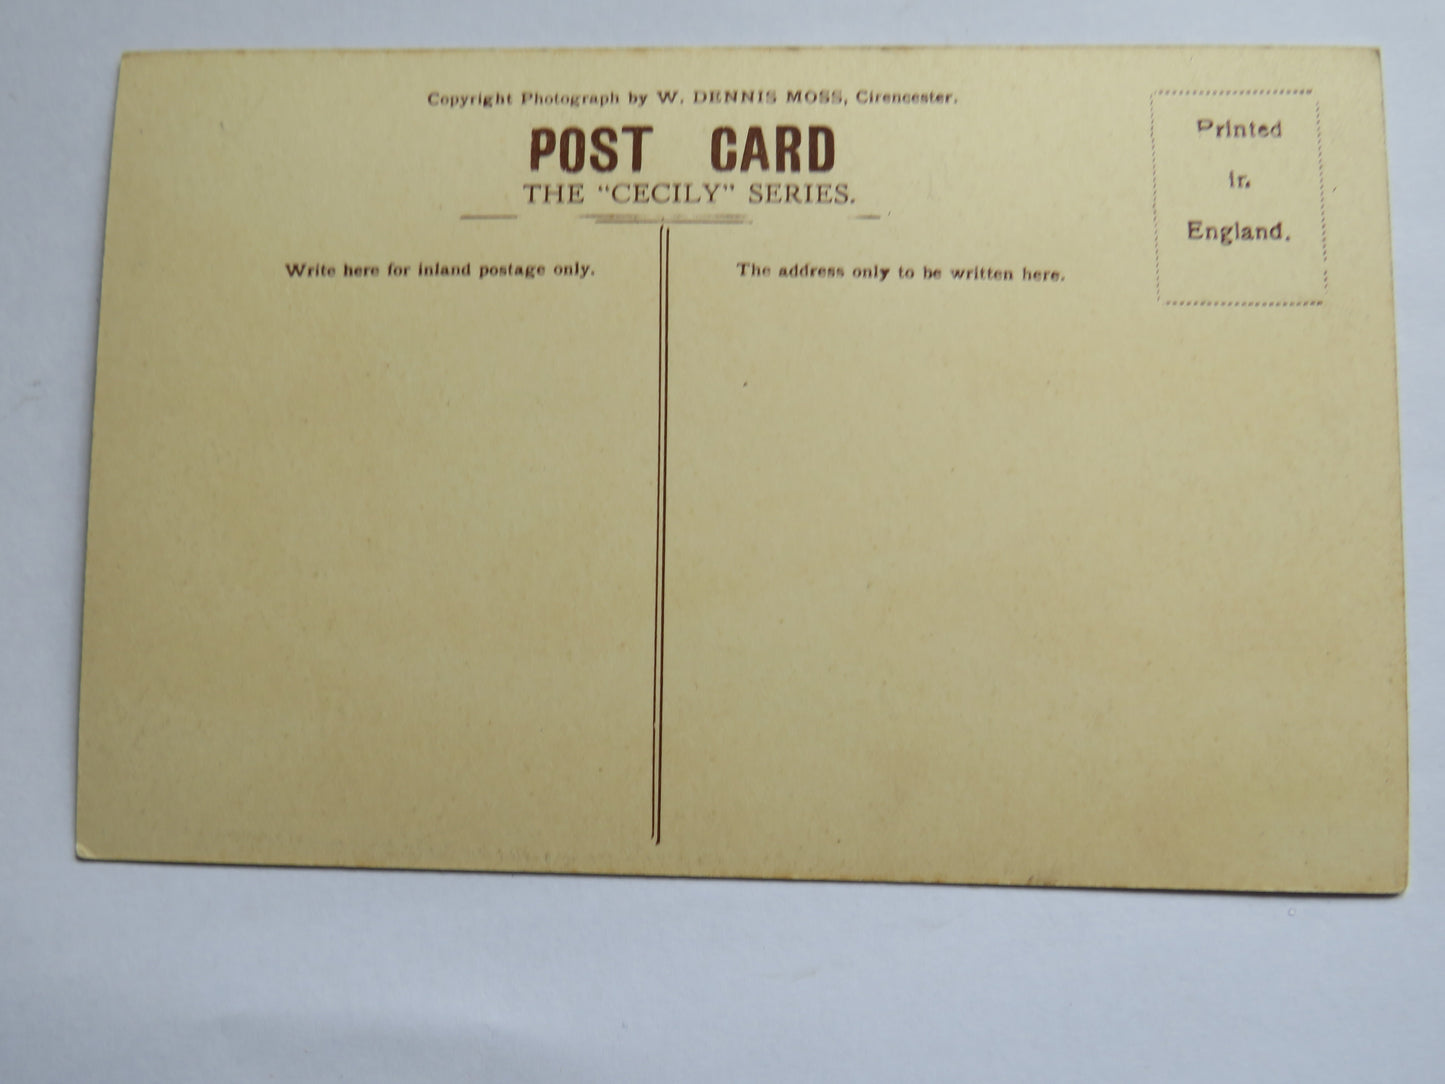 Copyright Photograph by W. DENNIS MOSS, Cirencester.
POST CARD
THE "CECILY" SERIES.
Printed
in
England.
Write here for inland postage only.
The address only to be written here.